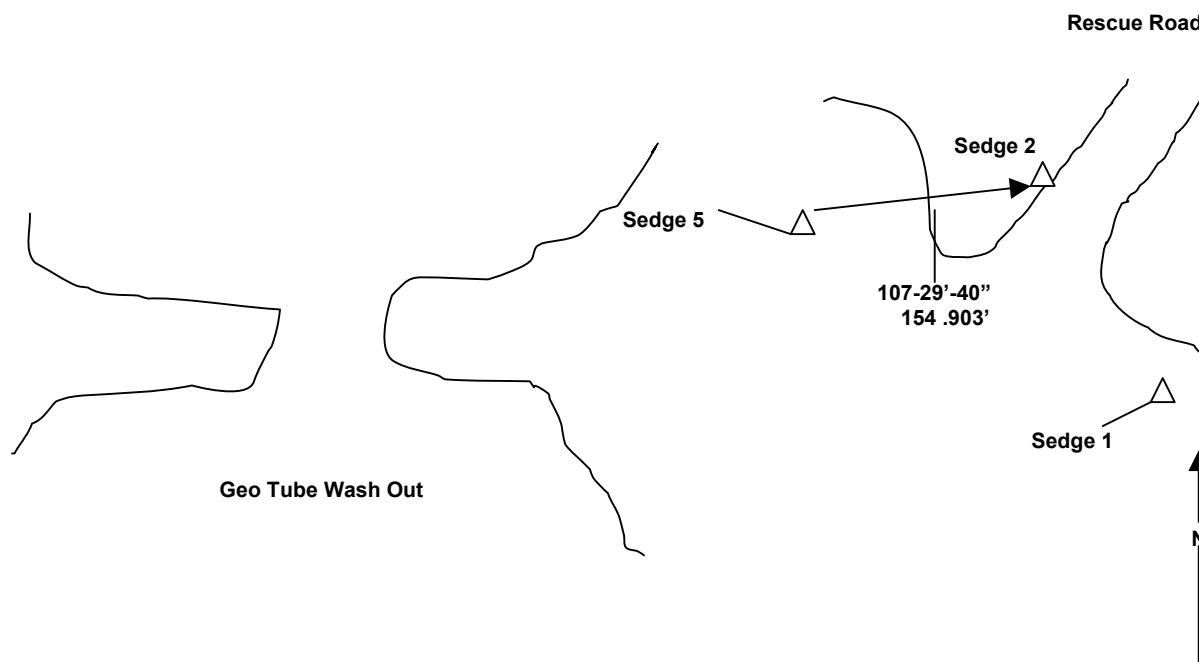 Rescue Road
Sedge 2
Sedge 5
107-29’-40”
154 .903’
Sedge 1
Geo Tube Wash Out
N